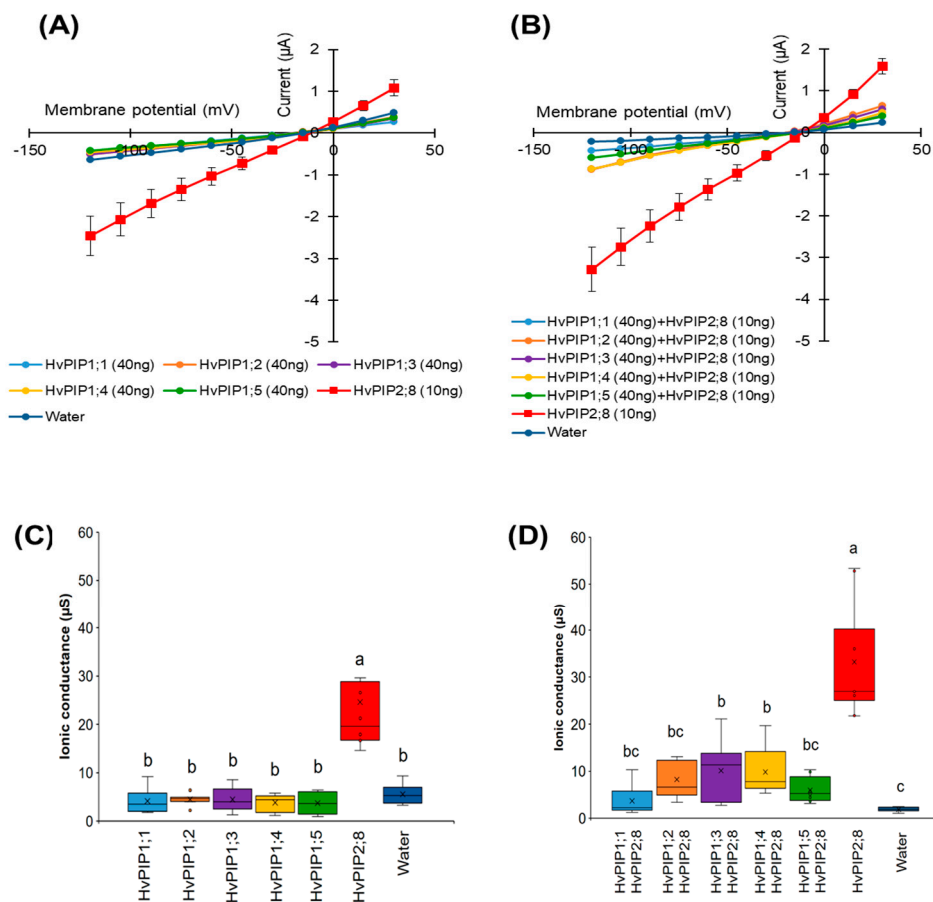 (A)
Current (µA)
Membrane potential (mV)
2
1
0
-150
-100
-50
0
50
-1
-2
-3
-4
-5
HvPIP1;1 (40ng) HvPIP1;2 (40ng) HvPIP1;3 (40ng)
HvPIP1;4 (40ng) HvPIP1;5 (40ng) HvPIP2;8 (10ng)
Water
(B)
Current (µA)
Membrane potential (mV)
2
1
0
-150
-100
-50
0
50
-1
-2
-3
-4
-5
HvPIP1;1 (40ng)+HvPIP2;8 (10ng)
HvPIP1;2 (40ng)+HvPIP2;8 (10ng)
HvPIP1;3 (40ng)+HvPIP2;8 (10ng)
HvPIP1;4 (40ng)+HvPIP2;8 (10ng)
HvPIP1;5 (40ng)+HvPIP2;8 (10ng)
HvPIP2;8 (10ng)
Water
(C)
Ionic conductance (µS)
60
50
40
30
20
10
0
b
b
b
b
b
a
b
HvPIP1;1
HvPIP1;2
HvPIP1;3
HvPIP1;4
HvPIP1;5
HvPIP2;8
Water
(D)
Ionic conductance (µS)
60
50
40
30
20
10
0
bc
bc
b
b
bc
a
c
HvPIP1;1
HvPIP2;8
HvPIP1;2
HvPIP2;8
HvPIP1;3
HvPIP2;8
HvPIP1;4
HvPIP2;8
HvPIP1;5
HvPIP2;8
HvPIP2;8
Water